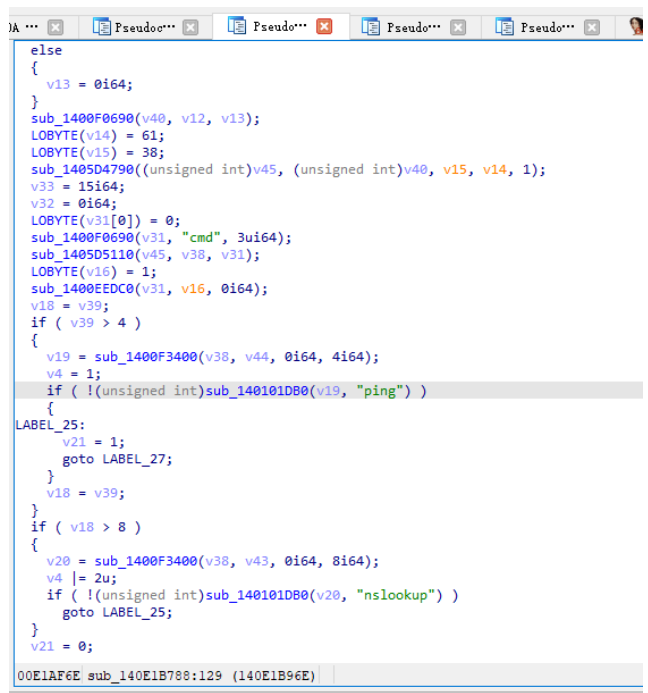 DA ··· Pseudoc··· Pseudo··· Pseudo··· Pseudo···
else
{
v13 = 0i64;
}
sub_1400F0690(v40, v12, v13);
LOBYTE(v14) = 61;
LOBYTE(v15) = 38;
sub_1405D4790((unsigned int)v45, (unsigned int)v40, v15, v14, 1);
v33 = 15i64;
v32 = 0i64;
LOBYTE(v31[0]) = 0;
sub_1400F0690(v31, "cmd", 3ui64);
sub_1405D5110(v45, v38, v31);
LOBYTE(v16) = 1;
sub_1400EEDC0(v31, v16, 0i64);
v18 = v39;
if ( v39 > 4 )
{
v19 = sub_1400F3400(v38, v44, 0i64, 4i64);
v4 = 1;
if ( !(unsigned int)sub_140101DB0(v19, "ping") )
{
LABEL_25:
v21 = 1;
goto LABEL_27;
}
v18 = v39;
}
if ( v18 > 8 )
{
v20 = sub_1400F3400(v38, v43, 0i64, 8i64);
v4 |= 2u;
if ( !(unsigned int)sub_140101DB0(v20, "nslookup") )
goto LABEL_25;
}
v21 = 0;
00E1AF6E sub_140E1B788:129 (140E1B96E)